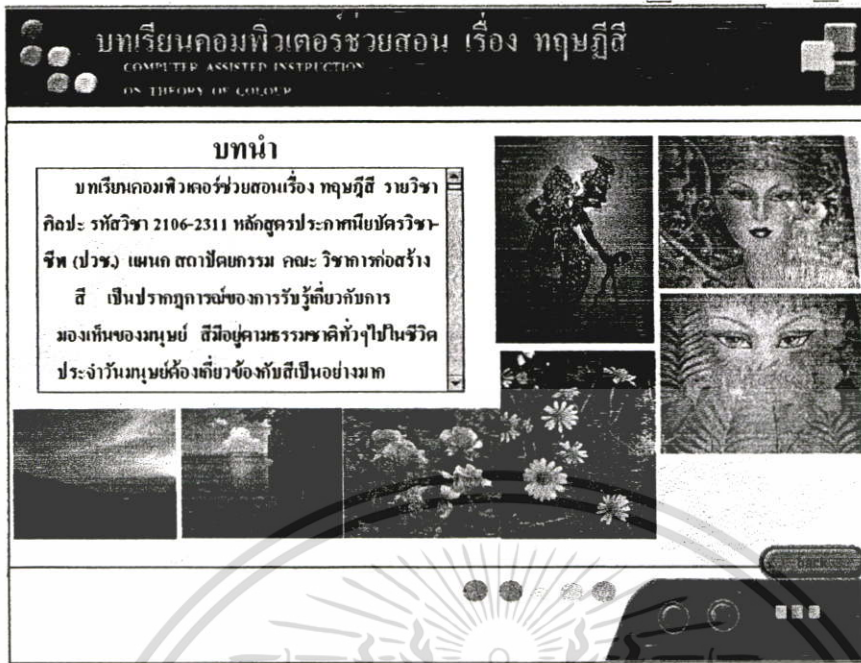 บทเรียนคอมพิวเตอร์ช่วยสอน เรื่อง ทฤษฎีสี
COMPUTER ASSISTED INSTRUCTION
ON THEORY OF COLOUR
บทนำ
บทเรียนคอมพิวเตอร์ช่วยสอนเรื่อง ทฤษฎีสี รายวิชา
ศิลปะ รหัสวิชา 2106-2311 หลักสูตรประกาศนียบัตรวิชา-
ชีพ (ปวช.) แผนก สถาปัตยกรรม คณะ วิชาการก่อสร้าง
สี เป็นปรากฏการณ์ของการรับรู้เกี่ยวกับการ
มองเห็นของมนุษย์ สีมีอยู่ตามธรรมชาติทั่วๆไปในชีวิต
ประจำวันมนุษย์ต้องเกี่ยวข้องกับสีเป็นอย่างมาก